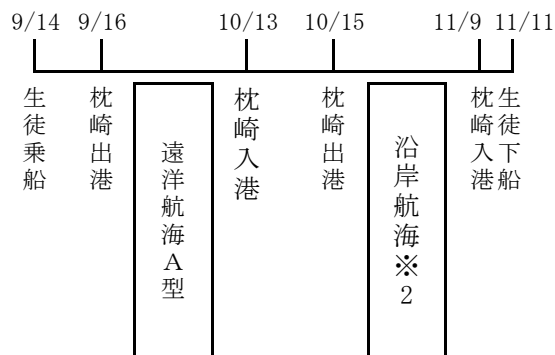 9/14 9/16 10/13 10/15 11/9 11/11
生徒乗船
枕崎出港
遠洋航海A型
枕崎入港
枕崎出港
沿岸航海※2
枕崎入港
生徒下船